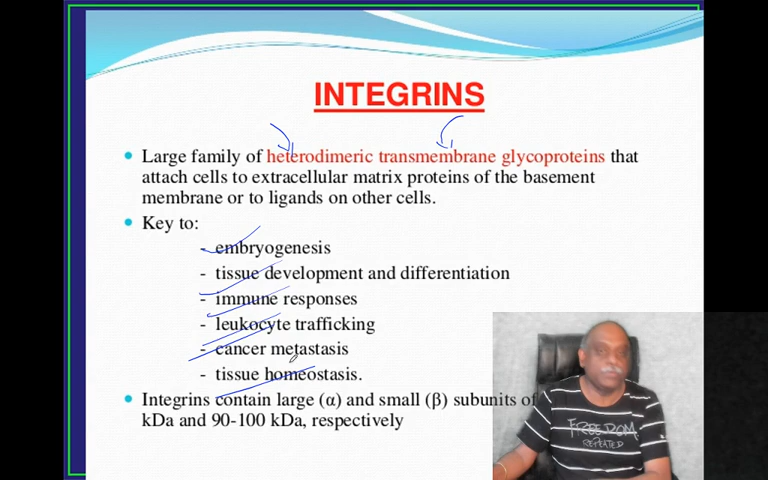 INTEGRINS
Large family of heterodimeric transmembrane glycoproteins that
attach cells to extracellular matrix proteins of the basement
membrane or to ligands on other cells.
Key to:
- embryogenesis
- tissue development and differentiation
- immune responses
- leukocyte trafficking
- cancer metastasis
- tissue homeostasis.
Integrins contain large (α) and small (β) subunits of
kDa and 90-100 kDa, respectively
FREEDOM
REPEATED